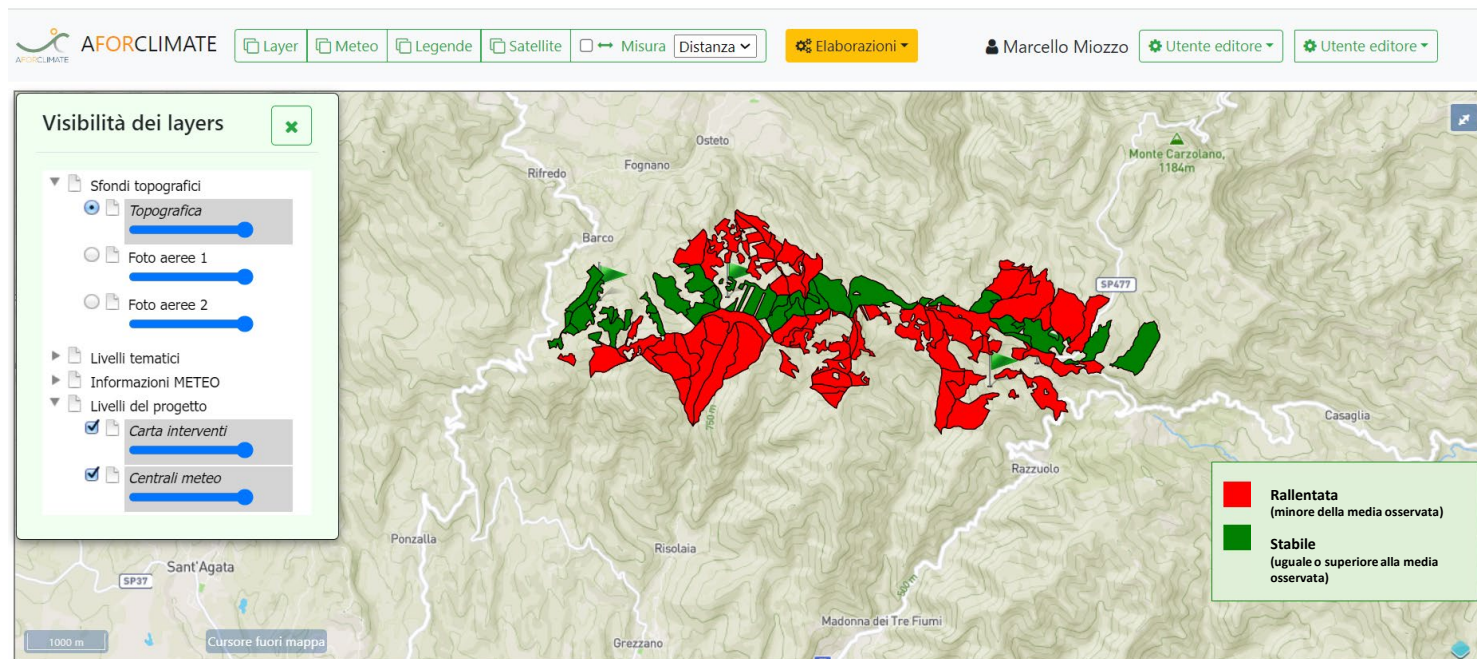 AFORCLIMATE
AFORCLIMATE
Layer
Meteo
Legende
Satellite
Misura
Distanza
Elaborazioni
Marcello Miozzo
Utente editore
Utente editore
Visibilità dei layers
Sfondi topografici
Topografica
Foto aeree 1
Foto aeree 2
Livelli tematici
Informazioni METEO
Livelli del progetto
Carta interventi
Centrali meteo
Osteto
Fognano
Rifredo
Barco
Monte Carzolano,
1184m
SP477
750 m
Casaglia
Razzuolo
Ponzalla
Risolaia
Sant'Agata
SP37
500 m
Madonna dei Tre Fiumi
Grezzano
Rallentata
(minore della media osservata)
Stabile
(uguale o superiore alla media
osservata)
1000 m
Cursore fuori mappa